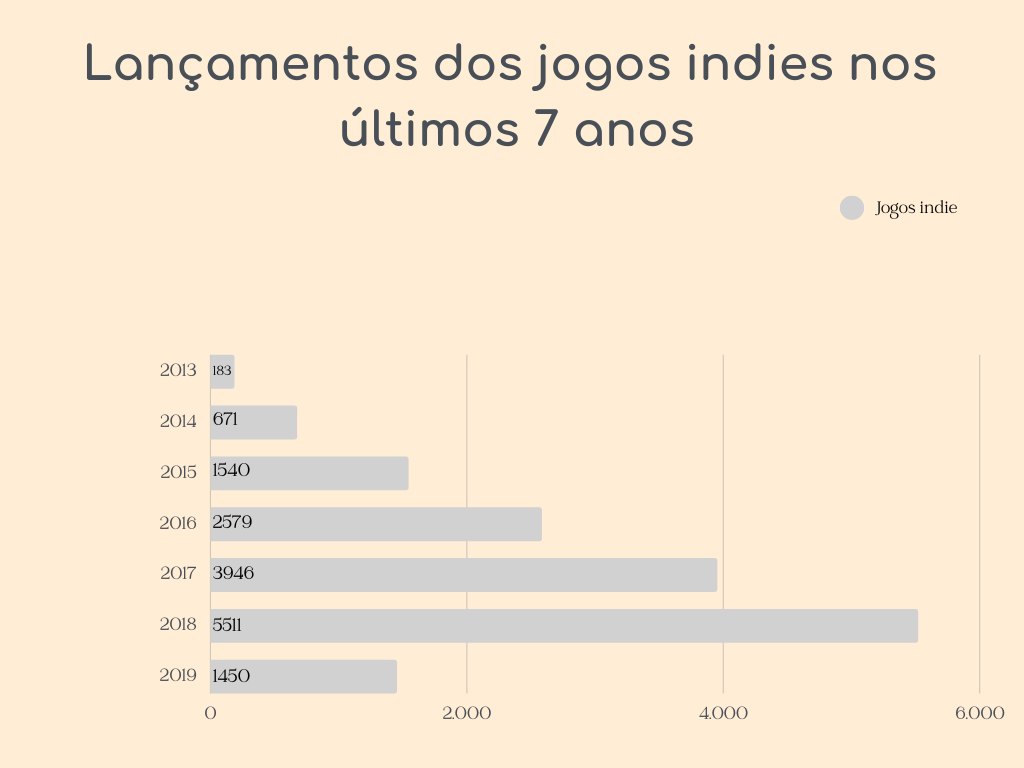 Lançamentos dos jogos indies nos
últimos 7 anos
Jogos indie
2013 183
2014 671
2015 1540
2016 2579
2017 3946
2018 5511
2019 1450
0 2.000 4.000 6.000